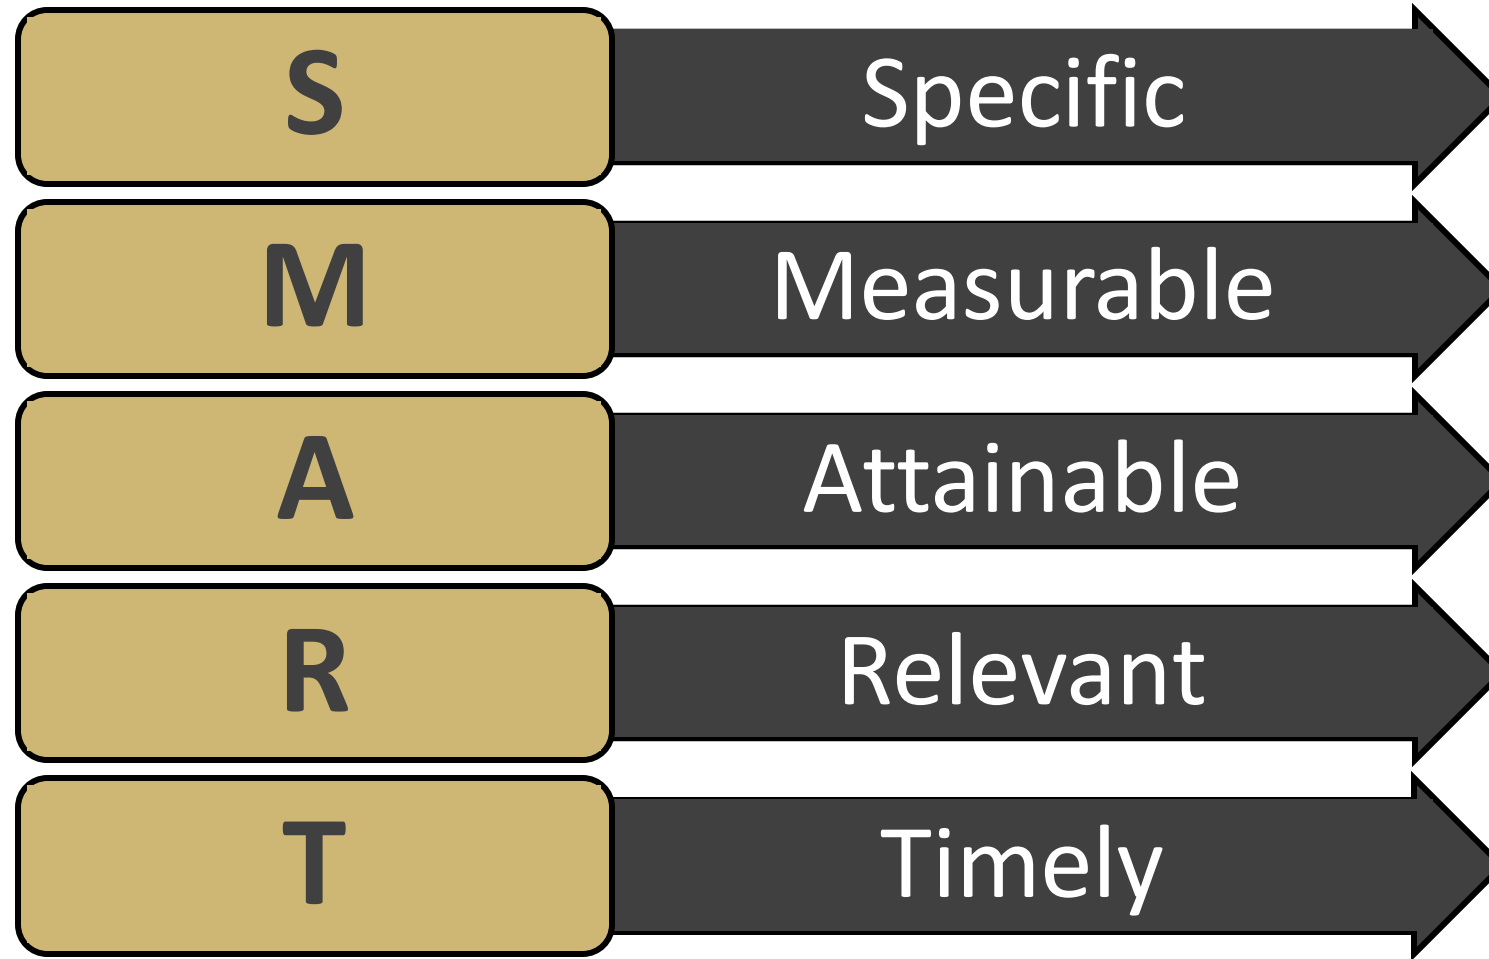 S Specific
M Measurable
A Attainable
R Relevant
T Timely